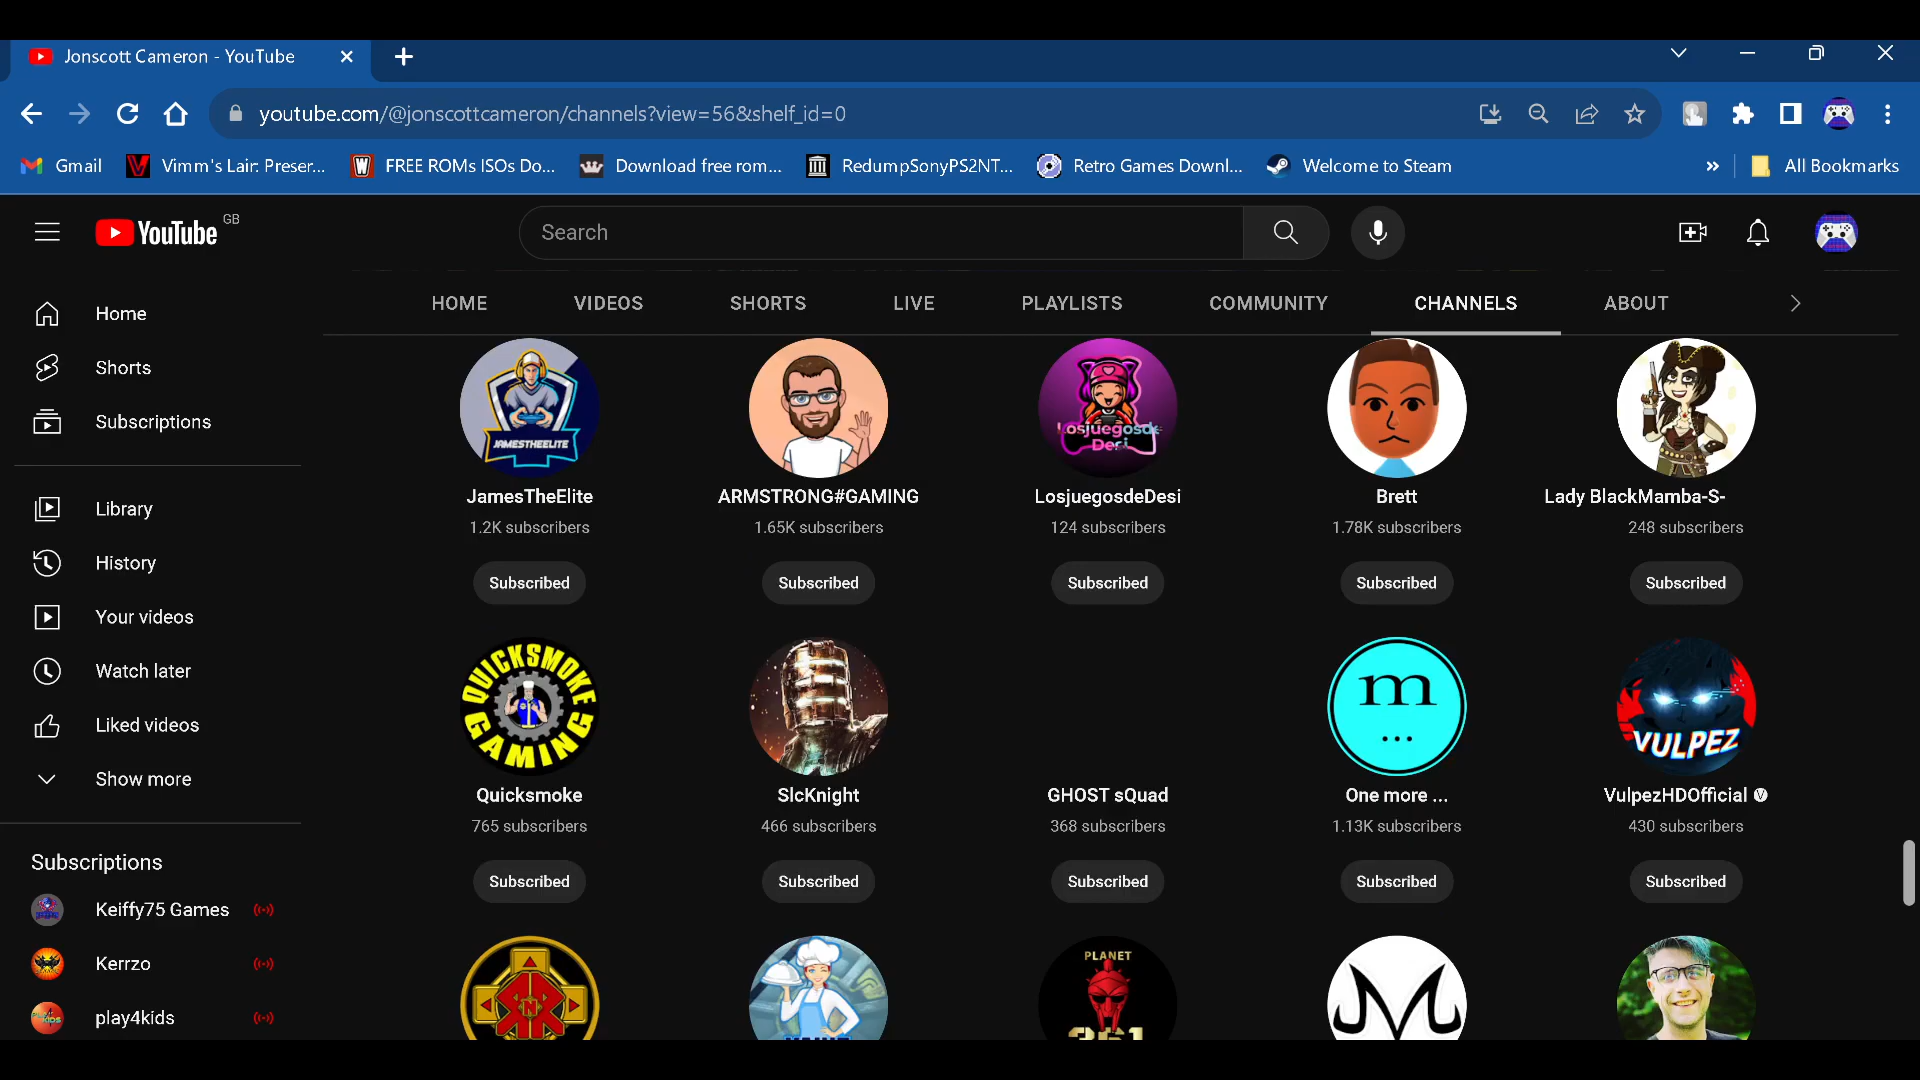 Jonscott Cameron - YouTube
youtube.com/@jonscottcameron/channels?view=56&shelf_id=0
Gmail
Vimm's Lair: Preser...
FREE ROMs ISOs Do...
Download free rom...
RedumpSonyPS2NT...
Retro Games Downl...
Welcome to Steam
»
All Bookmarks
YouTube GB
Search
HOME
VIDEOS
SHORTS
LIVE
PLAYLISTS
COMMUNITY
CHANNELS
ABOUT
Home
Shorts
Subscriptions
Library
History
Your videos
Watch later
Liked videos
Show more
Subscriptions
Keiffy75 Games
Kerrzo
play4kids
JAMESTHEELITE
Losjuegosde
Desi
JamesTheElite
ARMSTRONG#GAMING
LosjuegosdeDesi
Brett
Lady BlackMamba-S-
1.2K subscribers
1.65K subscribers
124 subscribers
1.78K subscribers
248 subscribers
Subscribed
Subscribed
Subscribed
Subscribed
Subscribed
QUICKSMOKE
GAMING
m
...
VULPEZ
Quicksmoke
SlcKnight
GHOST sQuad
One more ...
VulpezHDOfficial
765 subscribers
466 subscribers
368 subscribers
1.13K subscribers
430 subscribers
Subscribed
Subscribed
Subscribed
Subscribed
Subscribed
PLANET
361